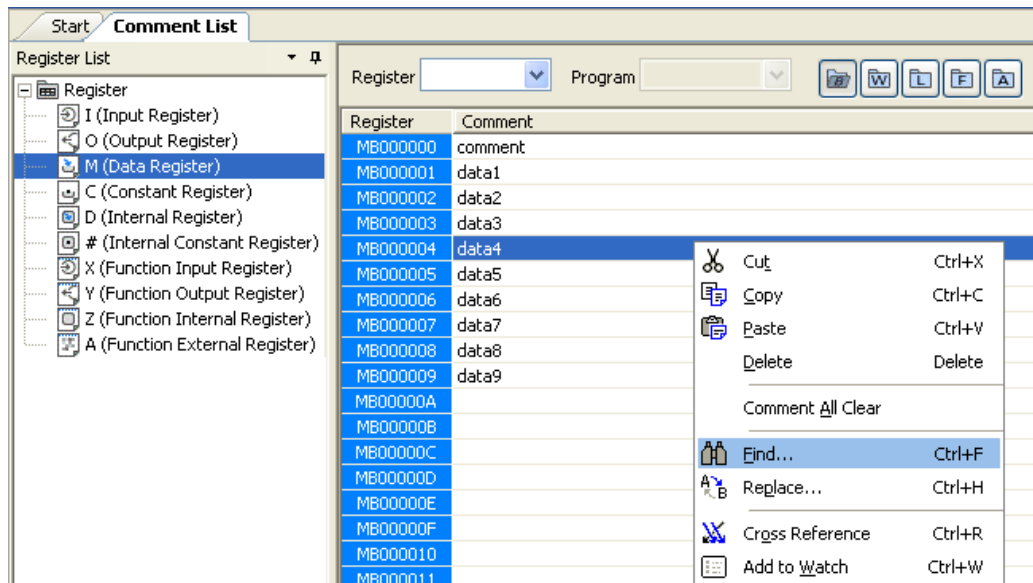 Start Comment List
Register List
Register
I (Input Register)
O (Output Register)
M (Data Register)
C (Constant Register)
D (Internal Register)
# (Internal Constant Register)
X (Function Input Register)
Y (Function Output Register)
Z (Function Internal Register)
A (Function External Register)
Register Program B W L F A
Register Comment
MB000000 comment
MB000001 data1
MB000002 data2
MB000003 data3
MB000004 data4
MB000005 data5
MB000006 data6
MB000007 data7
MB000008 data8
MB000009 data9
MB00000A
MB00000B
MB00000C
MB00000D
MB00000E
MB00000F
MB000010
MB000011
Cut Ctrl+X
Copy Ctrl+C
Paste Ctrl+V
Delete Delete
Comment All Clear
Find... Ctrl+F
Replace... Ctrl+H
Cross Reference Ctrl+R
Add to Watch Ctrl+W